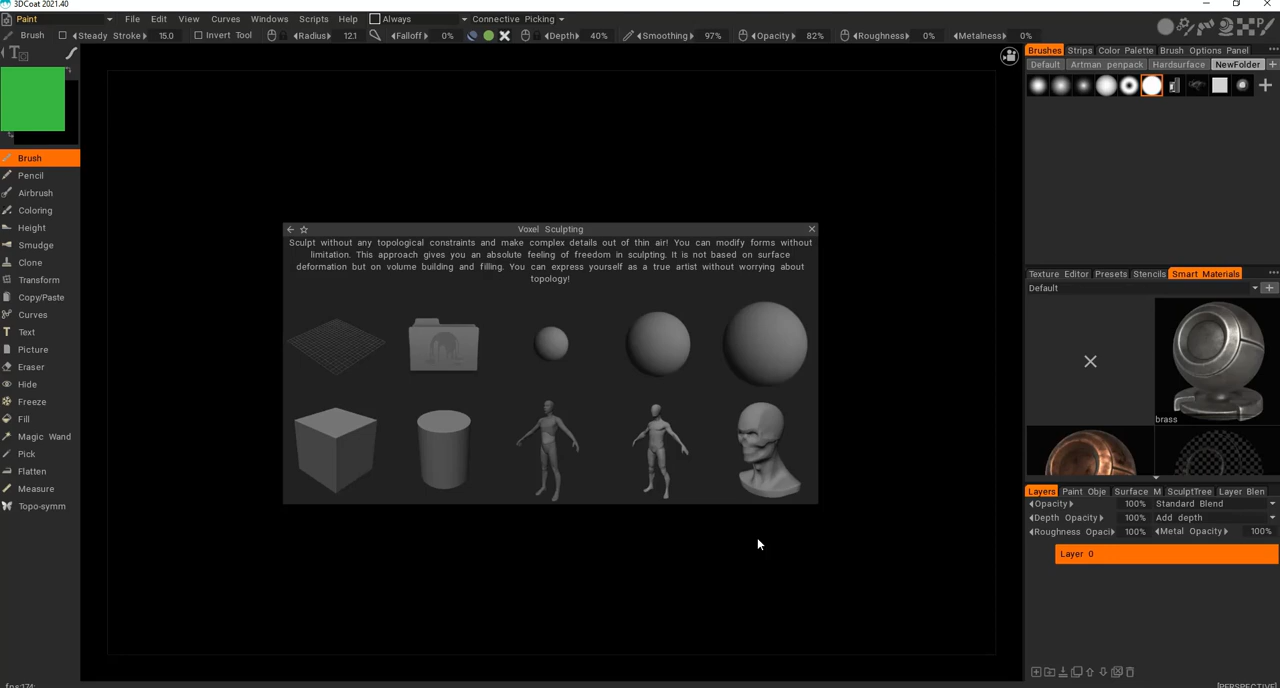 3DCoat 2021.40
Paint File Edit View Curves Windows Scripts Help Always Connective Picking
Brush Steady Stroke 15.0 Invert Tool Radius 12.1 Falloff 0% Depth 40% Smoothing 97% Opacity 82% Roughness 0% Metalness 0%
Brush
Pencil
Airbrush
Coloring
Height
Smudge
Clone
Transform
Copy/Paste
Curves
Text
Picture
Eraser
Hide
Freeze
Fill
Magic Wand
Pick
Flatten
Measure
Topo-symm
Voxel Sculpting
Sculpt without any topological constraints and make complex details out of thin air! You can modify forms without
limitation. This approach gives you an absolute feeling of freedom in sculpting. It is not based on surface
deformation but on volume building and filling. You can express yourself as a true artist without worrying about
topology!
Brushes Strips Color Palette Brush Options Panel
Default Artman penpack Hardsurface NewFolder
Texture Editor Presets Stencils Smart Materials
Default
brass
Layers Paint Obje Surface M SculptTree Layer Blen
Opacity 100% Standard Blend
Depth Opacity 100% Add depth
Roughness Opaci 100% Metal Opacity 100%
Layer 0
fps:174;
[PERSPECTIVE]